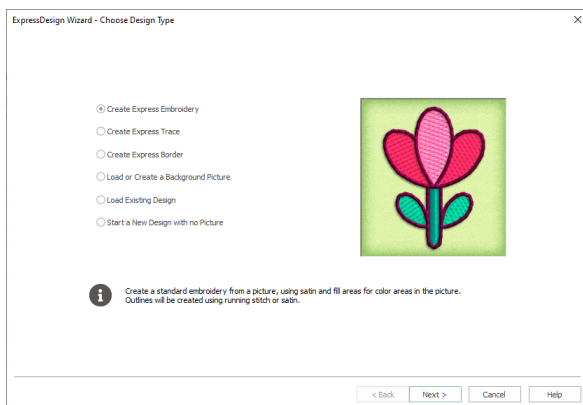 ExpressDesign Wizard - Choose Design Type
Create Express Embroidery
Create Express Trace
Create Express Border
Load or Create a Background Picture
Load Existing Design
Start a New Design with no Picture
Create a standard embroidery from a picture, using satin and fill areas for color areas in the picture.
Outlines will be created using running stitch or satin.
< Back Next > Cancel Help